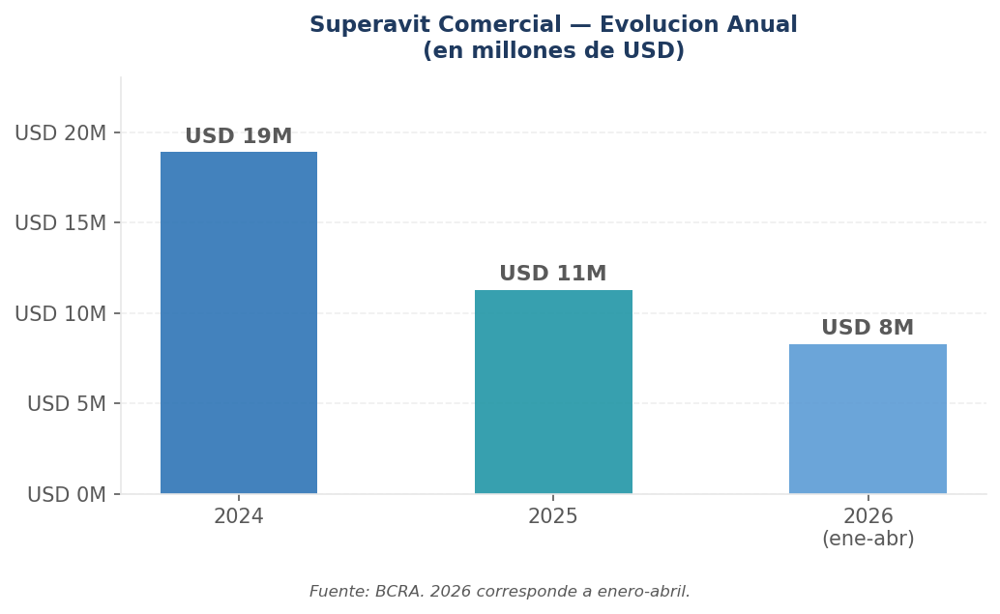 Superavit Comercial — Evolucion Anual
(en millones de USD)
USD 20M
USD 15M
USD 10M
USD 5M
USD 0M
USD 19M
USD 11M
USD 8M
2024
2025
2026
(ene-abr)
Fuente: BCRA. 2026 corresponde a enero-abril.